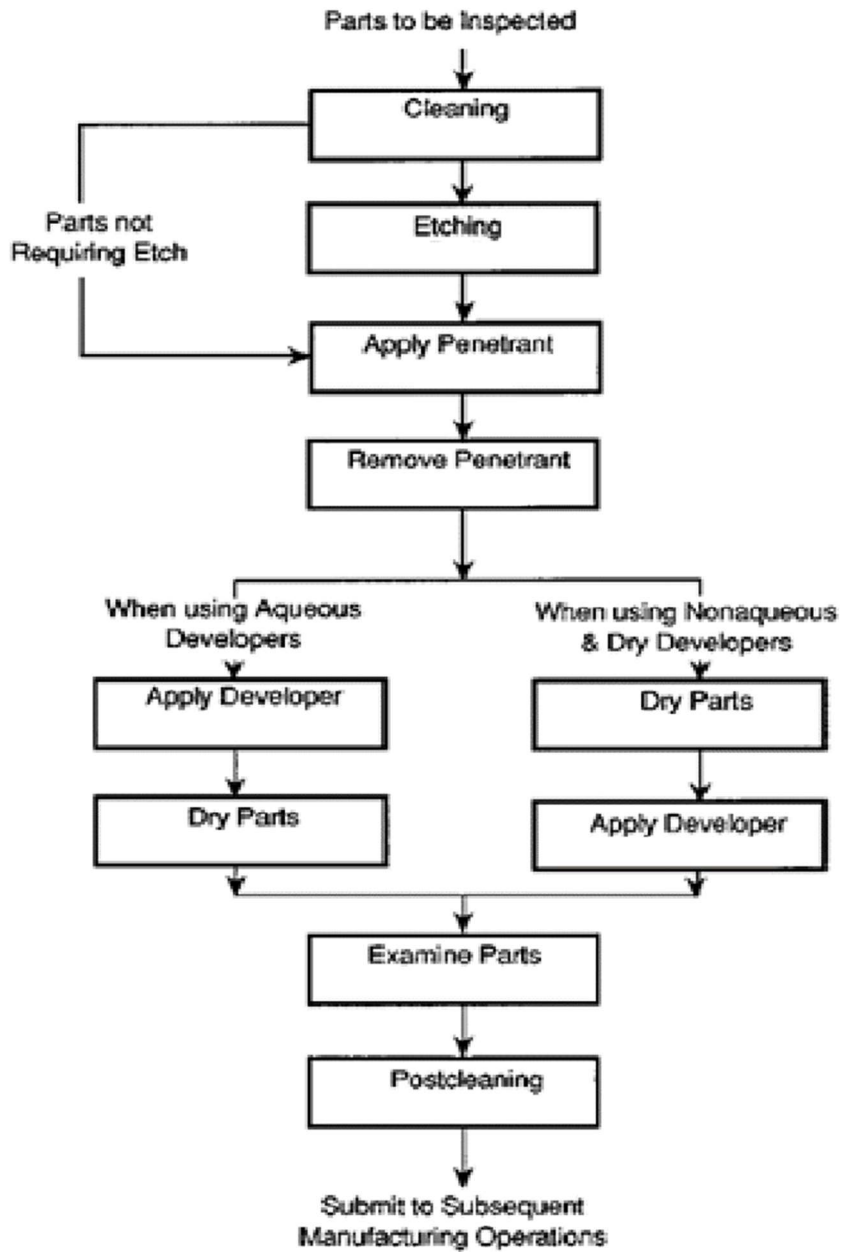 Parts to be Inspected
Cleaning
Parts not
Requiring Etch
Etching
Apply Penetrant
Remove Penetrant
When using Aqueous
Developers
When using Nonaqueous
& Dry Developers
Apply Developer
Dry Parts
Dry Parts
Apply Developer
Examine Parts
Postcleaning
Submit to Subsequent
Manufacturing Operations